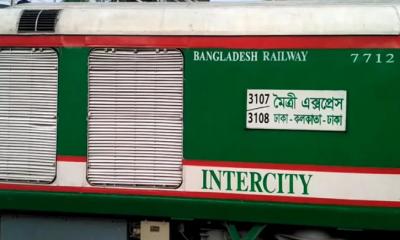 BANGLADESH RAILWAY 7712
3107 মৈত্রী এক্সপ্রেস
3108 ঢাকা - কলকাতা - ঢাকা
INTERCITY